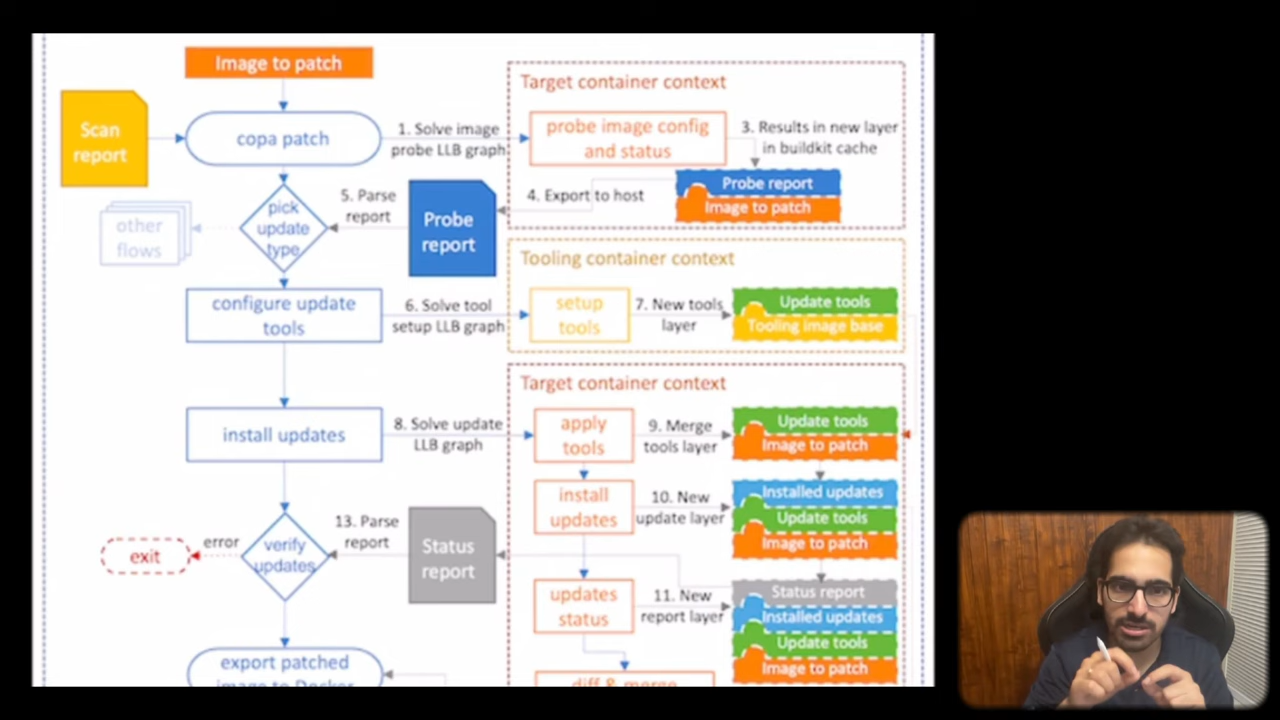 Image to patch
Target container context
Scan
report
copa patch
1. Solve image
probe LLB graph
probe image config
and status
3. Results in new layer
in buildkit cache
Probe report
Image to patch
4. Export to host
Probe
report
5. Parse
report
pick
update
type
other
flows
Tooling container context
configure update
tools
6. Solve tool
setup LLB graph
setup
tools
7. New tools
layer
Update tools
Tooling image base
Target container context
install updates
8. Solve update
LLB graph
apply
tools
9. Merge
tools layer
Update tools
Image to patch
install
updates
10. New
update layer
Installed updates
Update tools
Image to patch
exit
error
verify
updates
13. Parse
report
Status
report
updates
status
11. New
report layer
Status report
Installed updates
Update tools
Image to patch
export patched
image to Docker
diff & merge